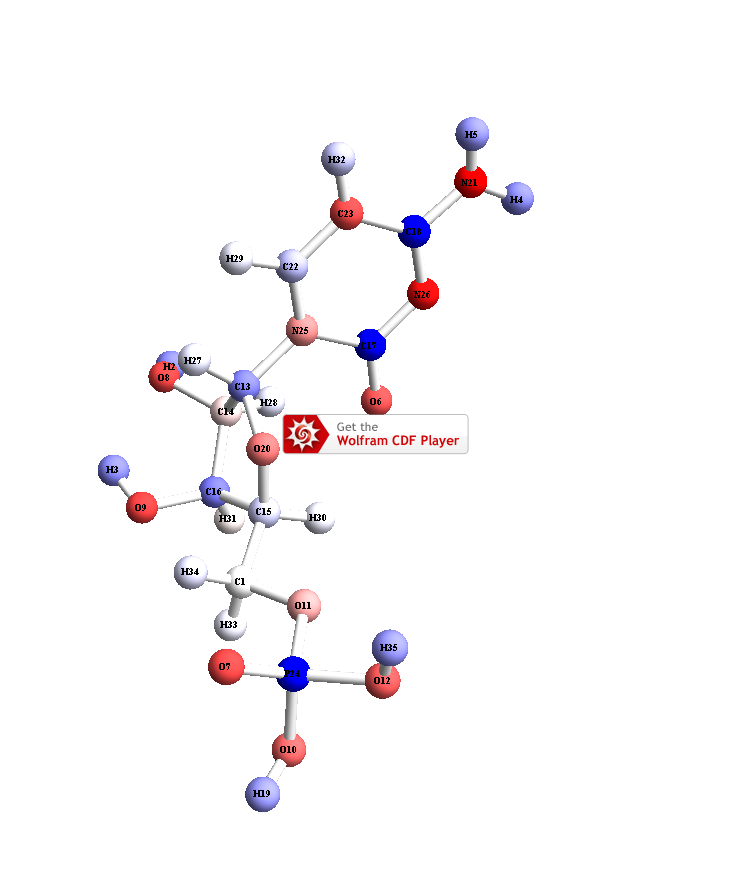 H5
H32
N21
H4
C23
C18
H29
C22
N26
N25
C17
H27
H2
O8
C13
H28
O6
C14
Get the
Wolfram CDF Player
O20
H3
C16
O9
C15
H31
H30
H34
C1
O11
H33
H35
O7
P24
O12
O10
H19